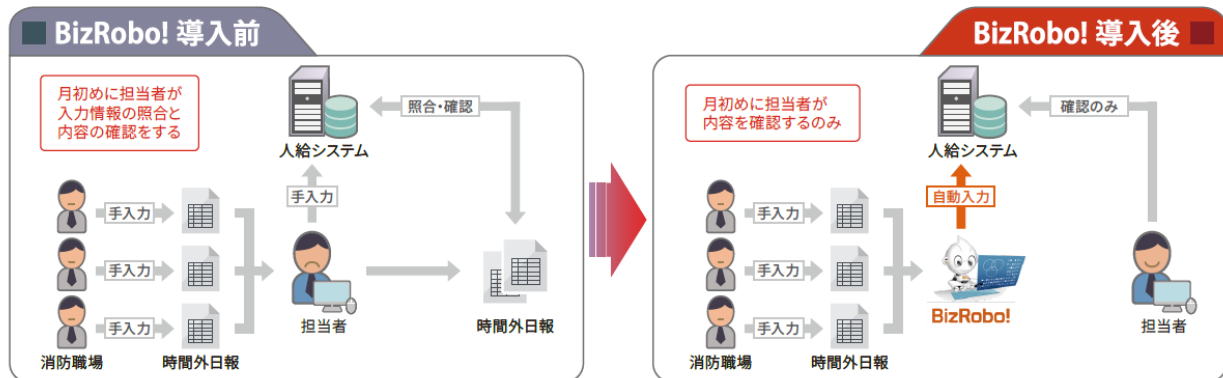 BizRobo! 導入前
月初めに担当者が
入力情報の照合と
内容の確認をする
照合・確認
人給システム
手入力
手入力
手入力
手入力
担当者
消防職場
時間外日報
時間外日報
BizRobo! 導入後
月初めに担当者が
内容を確認するのみ
確認のみ
人給システム
自動入力
手入力
手入力
手入力
BizRobo!
担当者
消防職場
時間外日報